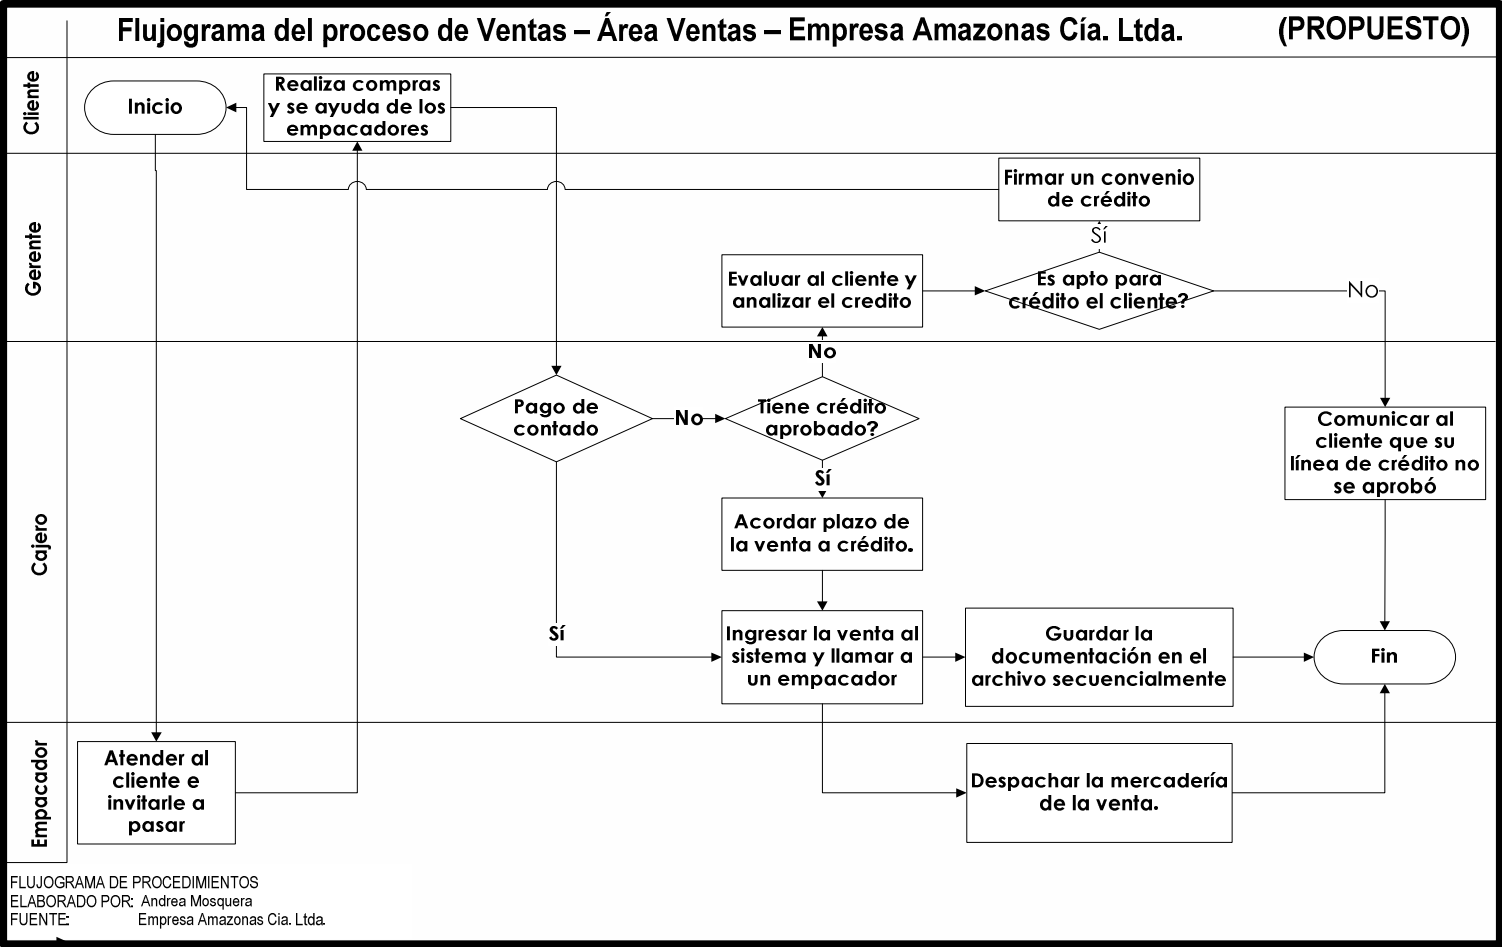 Flujograma del proceso de Ventas – Área Ventas – Empresa Amazonas Cía. Ltda. (PROPUESTO)
Cliente
Inicio
Realiza compras
y se ayuda de los
empacadores
Gerente
Firmar un convenio
de crédito
Sí
Evaluar al cliente y
analizar el credito
Es apto para
crédito el cliente?
No
Cajero
No
Pago de
contado
No
Tiene crédito
aprobado?
Sí
Comunicar al
cliente que su
línea de crédito no
se aprobó
Acordar plazo de
la venta a crédito.
Sí
Ingresar la venta al
sistema y llamar a
un empacador
Guardar la
documentación en el
archivo secuencialmente
Fin
Empacador
Atender al
cliente e
invitarle a
pasar
Despachar la mercadería
de la venta.
FLUJOGRAMA DE PROCEDIMIENTOS
ELABORADO POR: Andrea Mosquera
FUENTE: Empresa Amazonas Cia. Ltda.